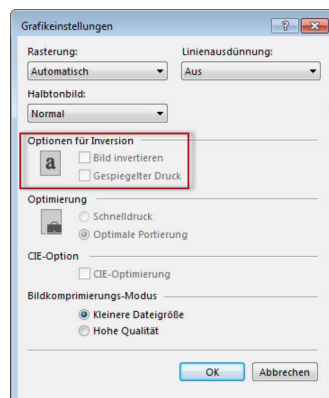 Grafikeinstellungen
Rasterung: Linienausdünnung:
Automatisch Aus
Halbtonbild:
Normal
Optionen für Inversion
a Bild invertieren
Gespiegelter Druck
Optimierung
Schnelldruck
Optimale Portierung
CIE-Option
CIE-Optimierung
Bildkomprimierungs-Modus
Kleinere Dateigröße
Hohe Qualität
OK Abbrechen